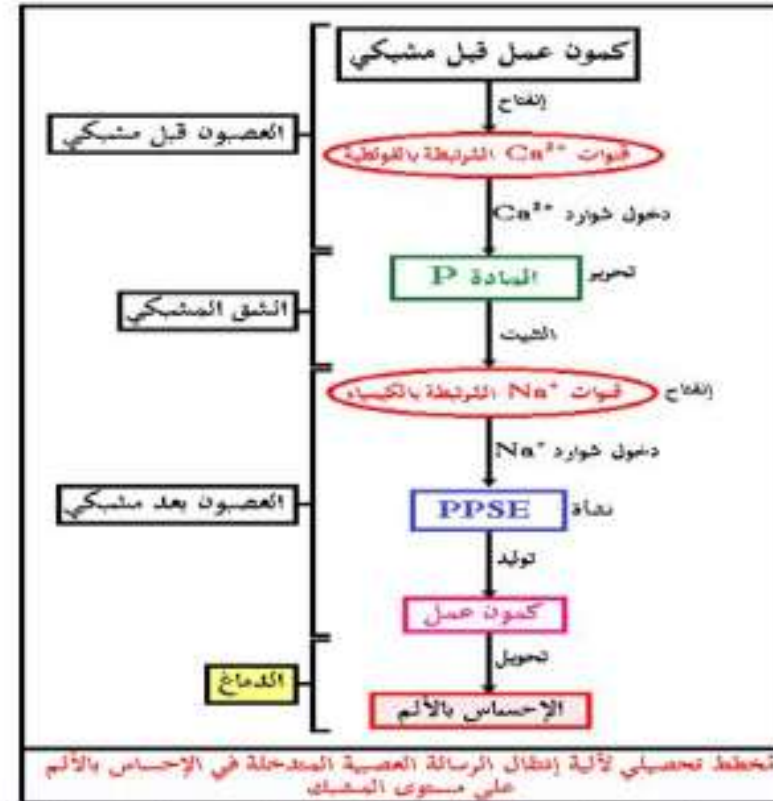 كمون عمل قبل مشبكي
إنفتاح
العصبون قبل مشبكي
قنوات Ca²⁺ المرتبطة بالفولطية
دخول شوارد Ca²⁺
المادة P
تحرير
الشق المشبكي
التثبيت
قنوات Na⁺ المرتبطة بالكيمياء
إنفتاح
دخول شوارد Na⁺
العصبون بعد مشبكي
PPSE
نشأة
توليد
كمون عمل
تحويل
الدماغ
الإحساس بالألم
مخطط تحصيلي لآلية إنتقال الرسالة العصبية المتدخلة في الإحساس بالألم
على مستوى المشبك